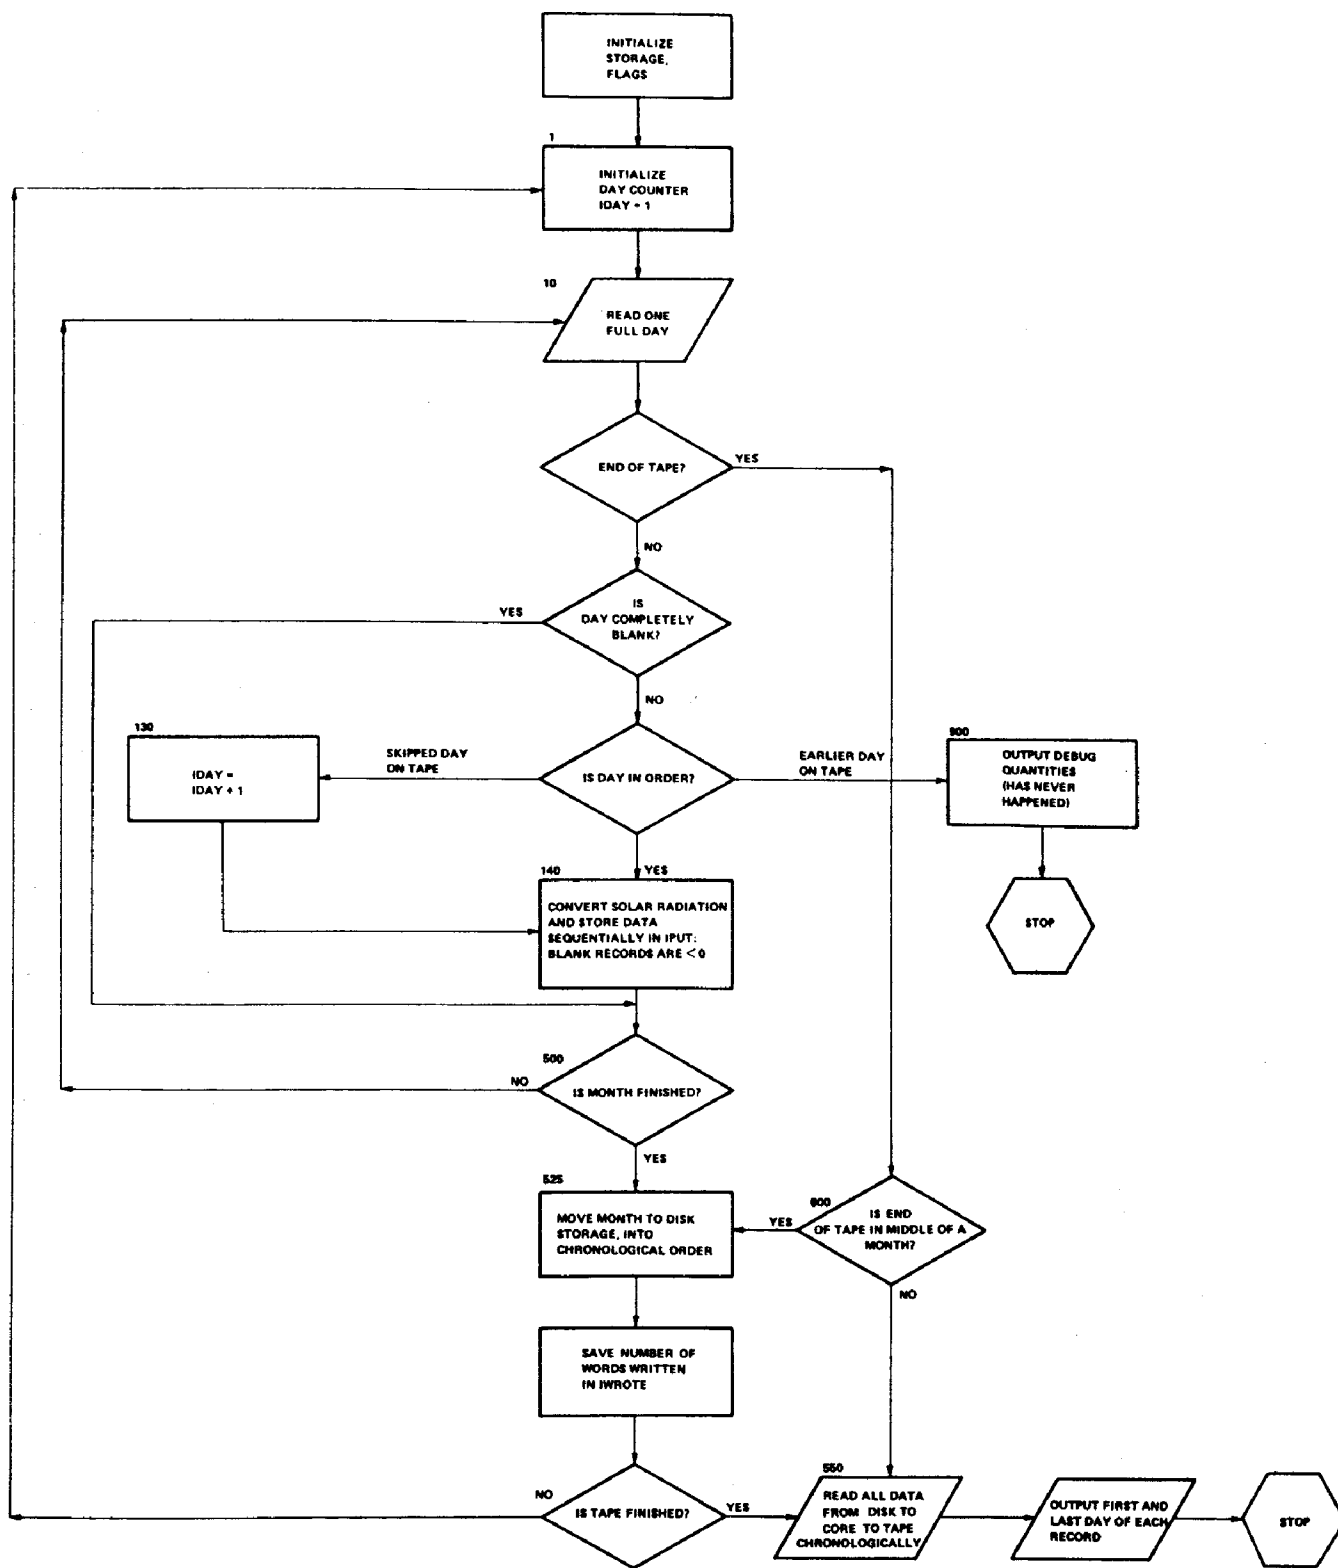 INITIALIZE
STORAGE,
FLAGS
1
INITIALIZE
DAY COUNTER
IDAY = 1
10
READ ONE
FULL DAY
END OF TAPE?
YES
NO
IS
DAY COMPLETELY
BLANK?
YES
NO
130
IDAY =
IDAY + 1
SKIPPED DAY
ON TAPE
IS DAY IN ORDER?
EARLIER DAY
ON TAPE
900
OUTPUT DEBUG
QUANTITIES
(HAS NEVER
HAPPENED)
STOP
YES
140
CONVERT SOLAR RADIATION
AND STORE DATA
SEQUENTIALLY IN IPUT:
BLANK RECORDS ARE <0
500
NO
IS MONTH FINISHED?
YES
525
MOVE MONTH TO DISK
STORAGE, INTO
CHRONOLOGICAL ORDER
YES
600
IS END
OF TAPE IN MIDDLE OF A
MONTH?
NO
SAVE NUMBER OF
WORDS WRITTEN
IN IWROTE
NO
IS TAPE FINISHED?
YES
550
READ ALL DATA
FROM DISK TO
CORE TO TAPE
CHRONOLOGICALLY
OUTPUT FIRST AND
LAST DAY OF EACH
RECORD
STOP